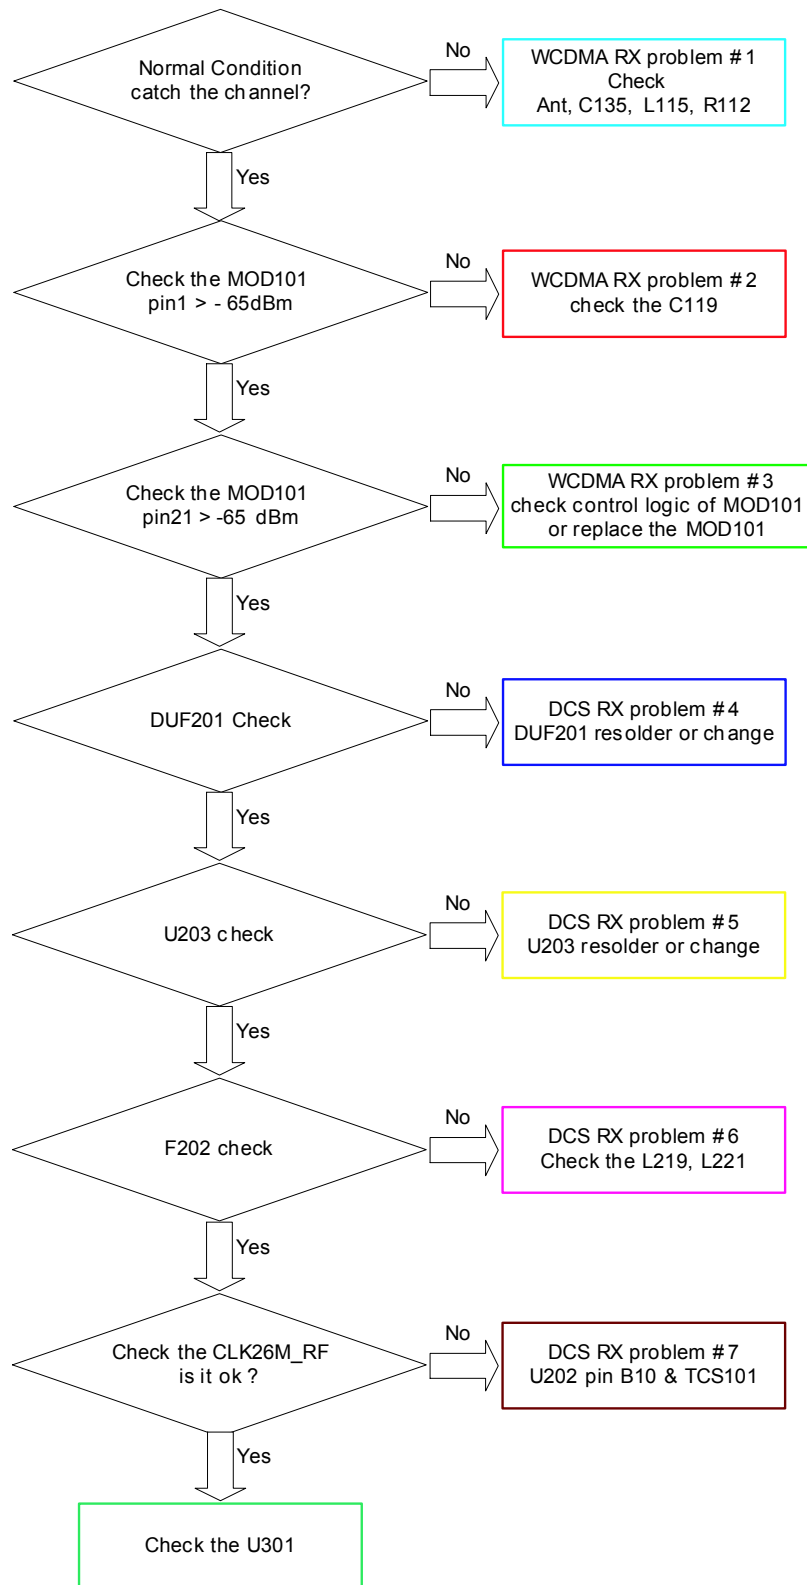 Normal Condition
catch the channel?
No
WCDMA RX problem #1
Check
Ant, C135, L115, R112
Yes
Check the MOD101
pin1 > - 65dBm
No
WCDMA RX problem #2
check the C119
Yes
Check the MOD101
pin21 > -65 dBm
No
WCDMA RX problem #3
check control logic of MOD101
or replace the MOD101
Yes
DUF201 Check
No
DCS RX problem #4
DUF201 resolder or change
Yes
U203 check
No
DCS RX problem #5
U203 resolder or change
Yes
F202 check
No
DCS RX problem #6
Check the L219, L221
Yes
Check the CLK26M_RF
is it ok ?
No
DCS RX problem #7
U202 pin B10 & TCS101
Yes
Check the U301